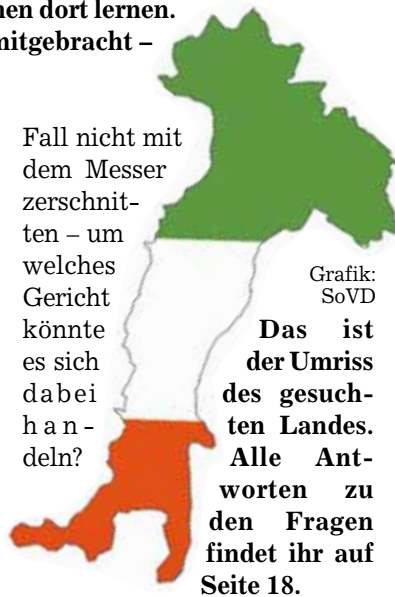 nen dort lernen.
mitgebracht –
Fall nicht mit
dem Messer
zerschnit-
ten – um
welches
Gericht
könnte
es sich
dabei
han-
deln?
Grafik:
SoVD
Das ist
der Umriss
des gesuch-
ten Landes.
Alle Ant-
worten zu
den Fragen
findet ihr auf
Seite 18.